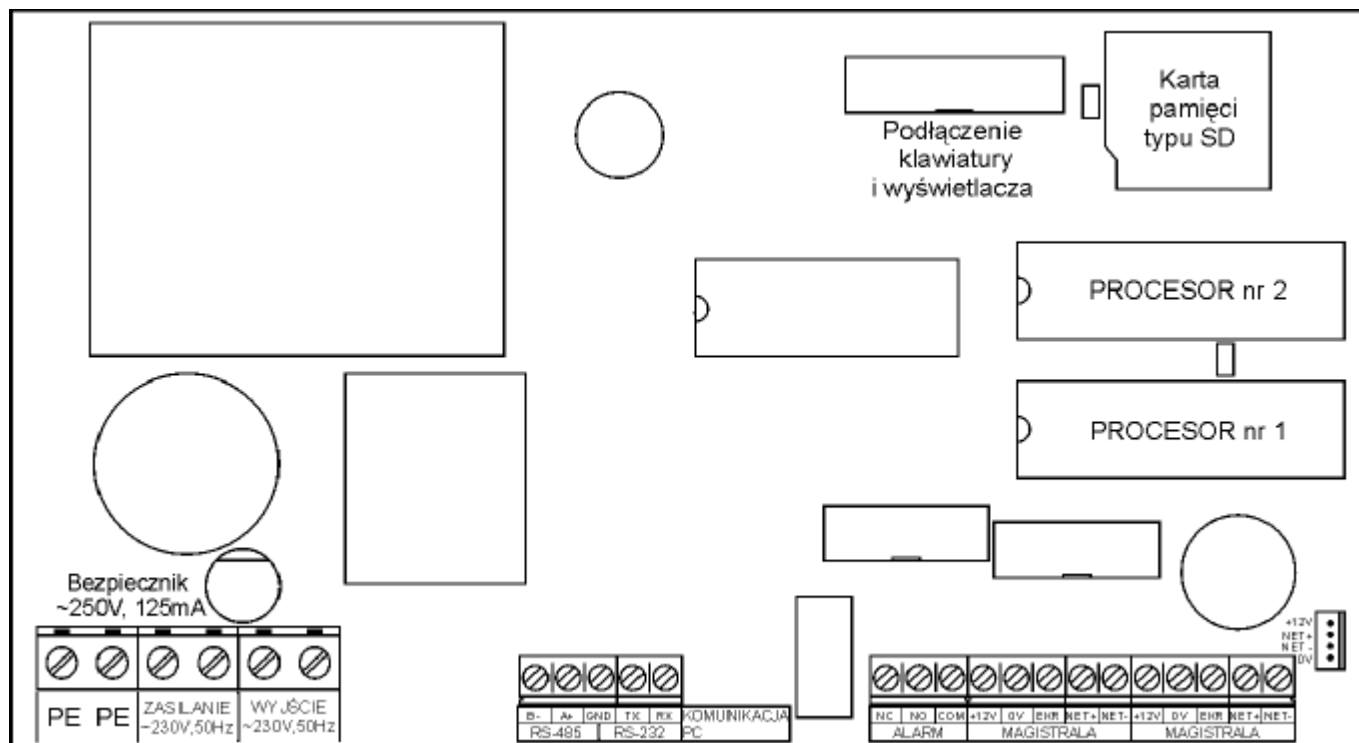 Karta
pamięci
typu SD
Podłączenie
klawiatury
i wyświetlacza
PROCESOR nr 2
PROCESOR nr 1
Bezpiecznik
~250V, 125mA
+12V
NET+
NET-
0V
PE PE
ZASILANIE
~230V,50Hz
WYJŚCIE
~230V,50Hz
B- A+ GND TX RX
RS-485 RS-232
KOMUNIKACJA
PC
NC NO COM +12V 0V EKR NET+ NET- +12V 0V EKR NET+ NET-
ALARM MAGISTRALA MAGISTRALA